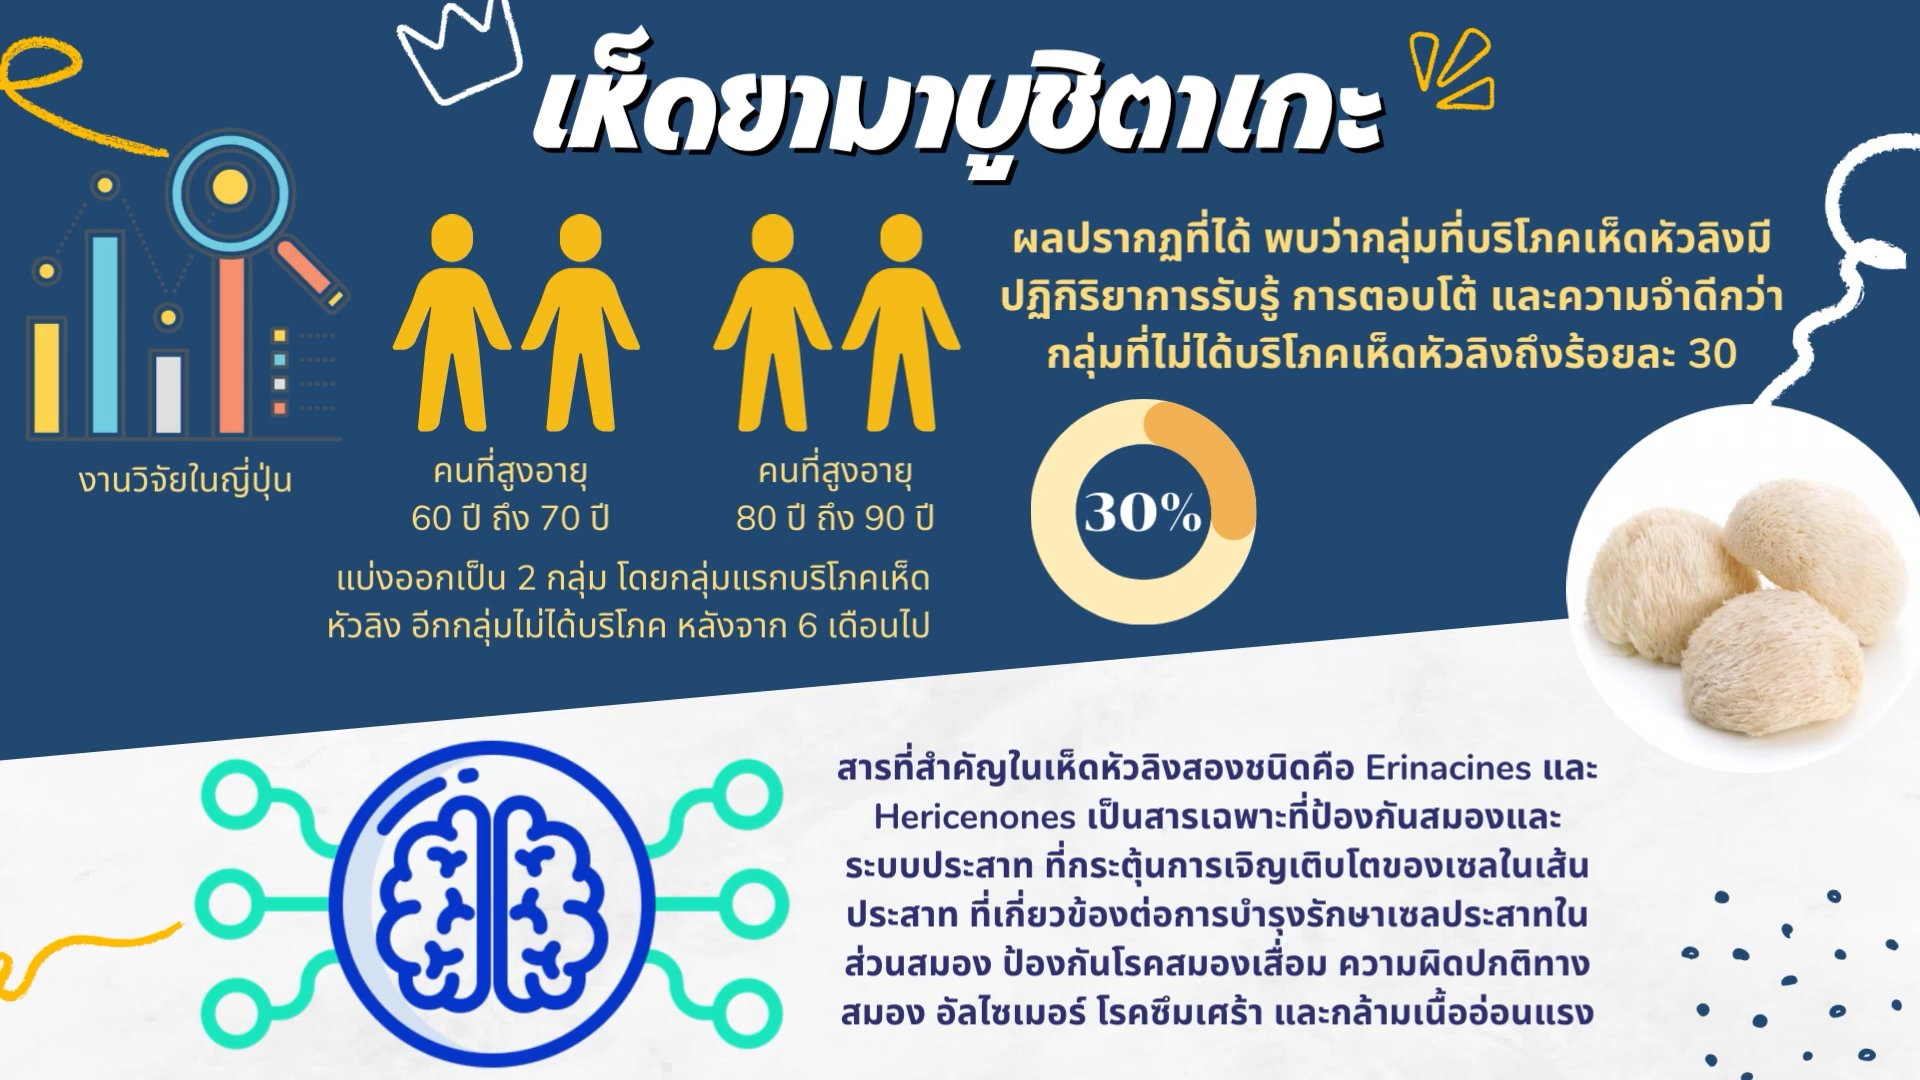 เห็ดยามาบูชิตาเกะ
งานวิจัยในญี่ปุ่น
คนที่สูงอายุ
60 ปี ถึง 70 ปี
คนที่สูงอายุ
80 ปี ถึง 90 ปี
แบ่งออกเป็น 2 กลุ่ม โดยกลุ่มแรกบริโภคเห็ด
หัวลิง อีกกลุ่มไม่ได้บริโภค หลังจาก 6 เดือนไป
ผลปรากฏที่ได้ พบว่ากลุ่มที่บริโภคเห็ดหัวลิงมี
ปฏิกิริยาการรับรู้ การตอบโต้ และความจำดีกว่า
กลุ่มที่ไม่ได้บริโภคเห็ดหัวลิงถึงร้อยละ 30
30%
สารที่สำคัญในเห็ดหัวลิงสองชนิดคือ Erinacines และ
Hericenones เป็นสารเฉพาะที่ป้องกันสมองและ
ระบบประสาท ที่กระตุ้นการเจิญเติบโตของเซลในเส้น
ประสาท ที่เกี่ยวข้องต่อการบำรุงรักษาเซลประสาทใน
ส่วนสมอง ป้องกันโรคสมองเสื่อม ความผิดปกติทาง
สมอง อัลไซเมอร์ โรคซึมเศร้า และกล้ามเนื้ออ่อนแรง